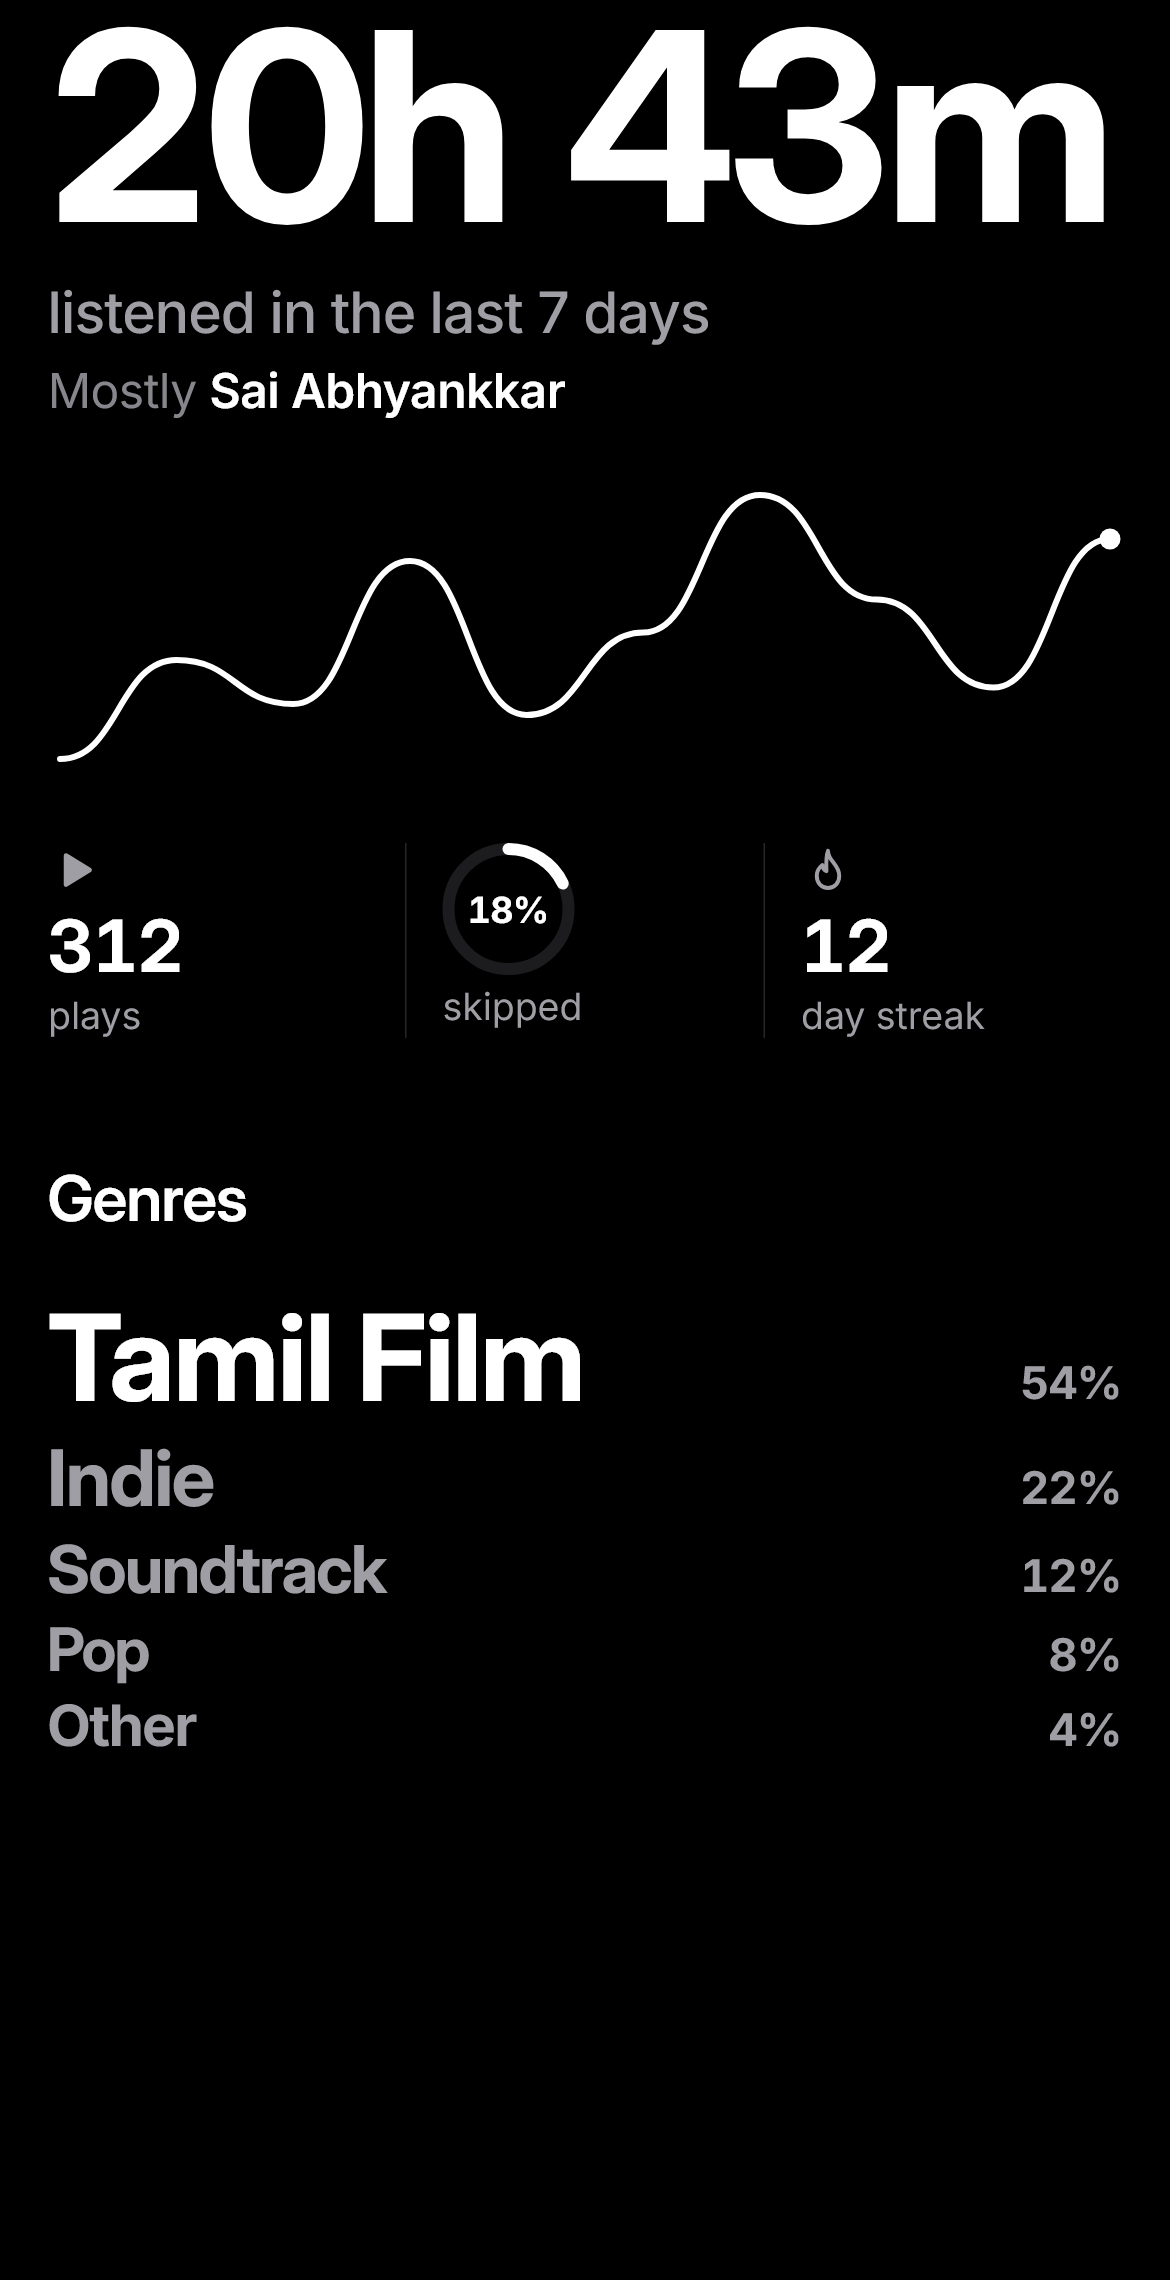 20h 43m
listened in the last 7 days
Mostly Sai Abhyankkar
312
plays
18%
skipped
12
day streak
Genres
Tamil Film 54%
Indie 22%
Soundtrack 12%
Pop 8%
Other 4%